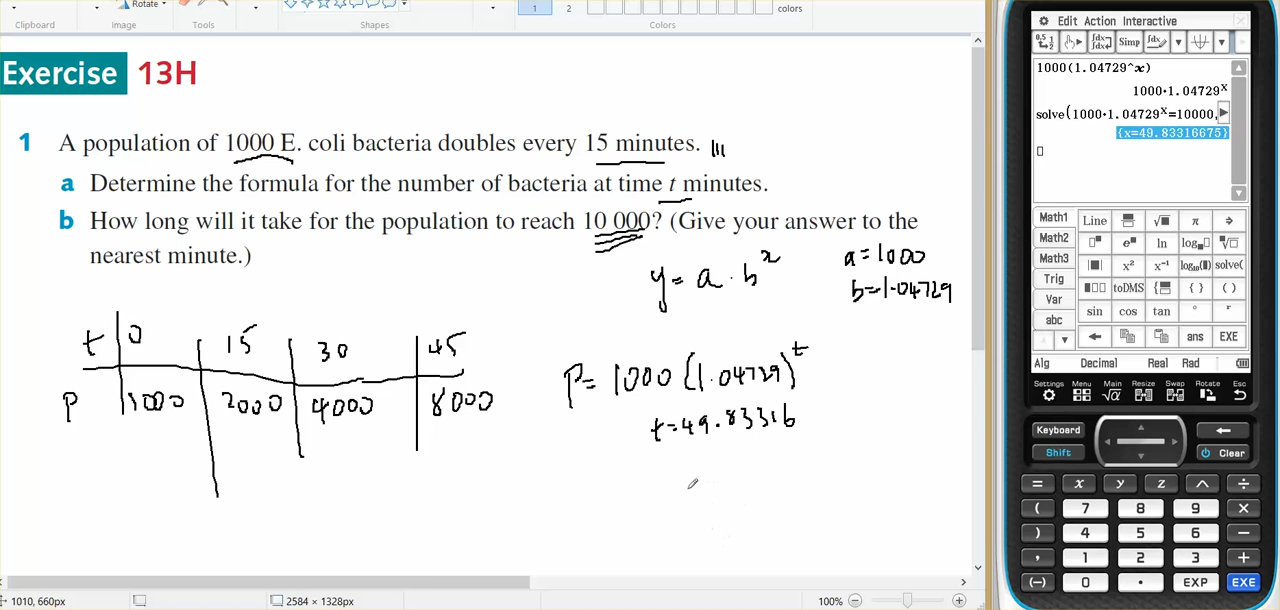 Rotate
Clipboard
Image
Tools
Shapes
1
2
Colors
colors
Exercise 13H
1 A population of 1000 E. coli bacteria doubles every 15 minutes.
a Determine the formula for the number of bacteria at time t minutes.
b How long will it take for the population to reach 10 000? (Give your answer to the
nearest minute.)
y = a · b^x
a = 1000
b = 1.04729
t 0 15 30 45
P 1000 2000 4000 8000
P = 1000 (1.04729)^t
t = 49.83316
1010, 660px
2584 × 1328px
100%
Edit Action Interactive
Simp
1000(1.04729^x)
1000·1.04729^x
solve(1000·1.04729^x=10000,
{x=49.83316675}
Math1 Line √■ π ⇒
Math2 e^■ ln log
Math3 |■| x² x⁻¹ log₁₀(■) solve(
Trig toDMS { } ( )
Var sin cos tan ° r
abc ans EXE
Alg Decimal Real Rad
Settings Menu Main Resize Swap Rotate Esc
Keyboard
Shift Clear
= x y z ^ ÷
( 7 8 9 ×
) 4 5 6 −
, 1 2 3 +
(−) 0 · EXP EXE